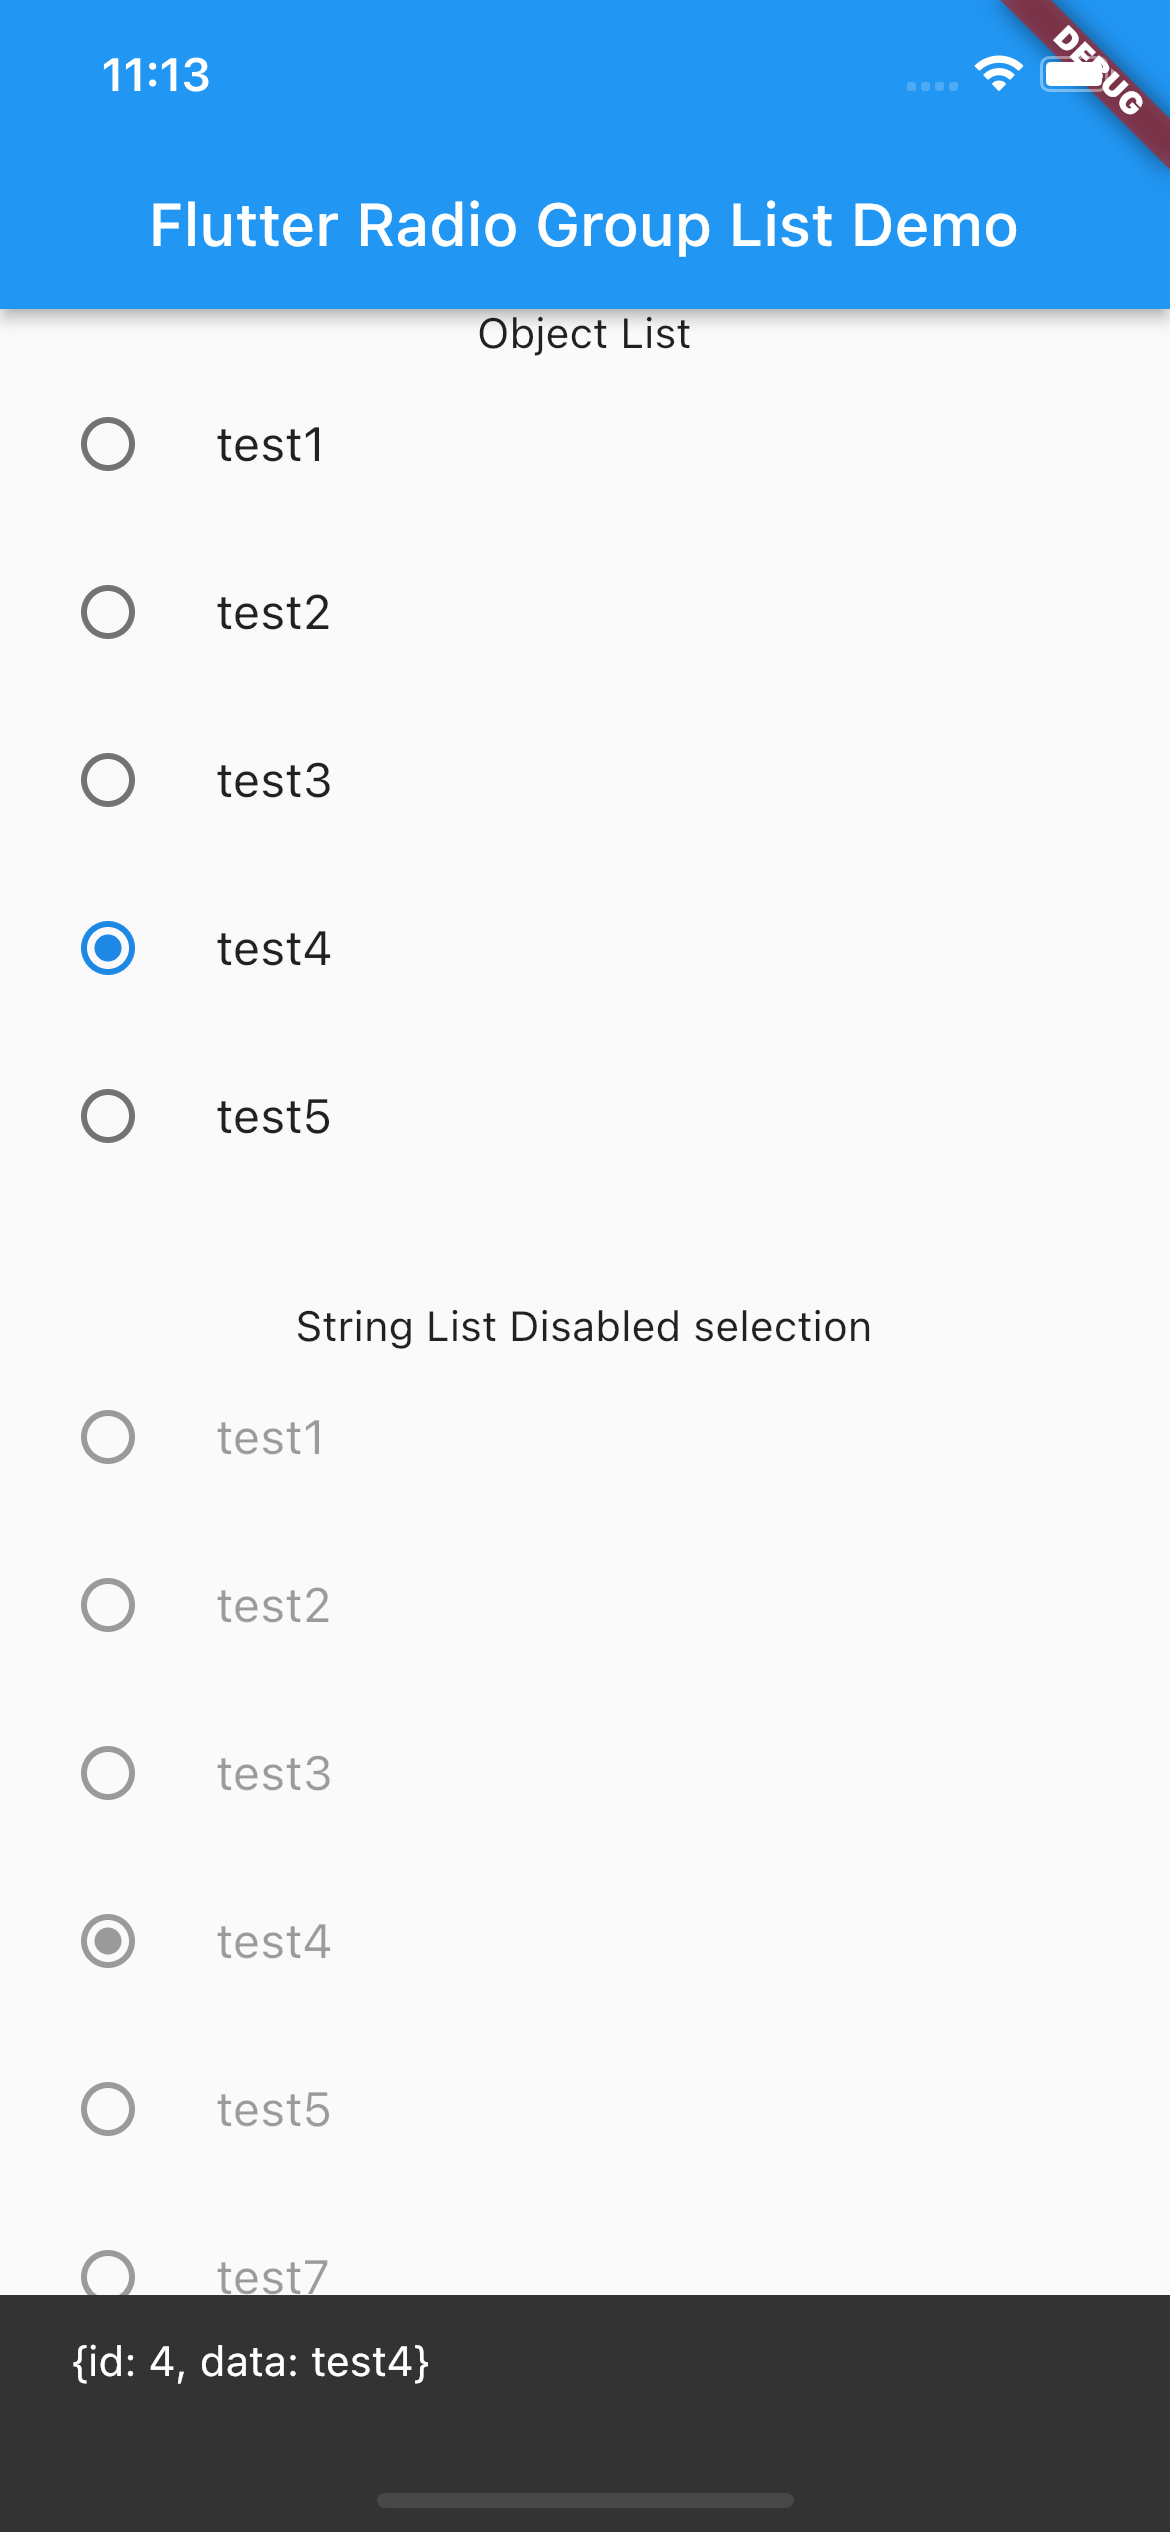 11:13
DEBUG
Flutter Radio Group List Demo
Object List
test1
test2
test3
test4
test5
String List Disabled selection
test1
test2
test3
test4
test5
test7
{id: 4, data: test4}